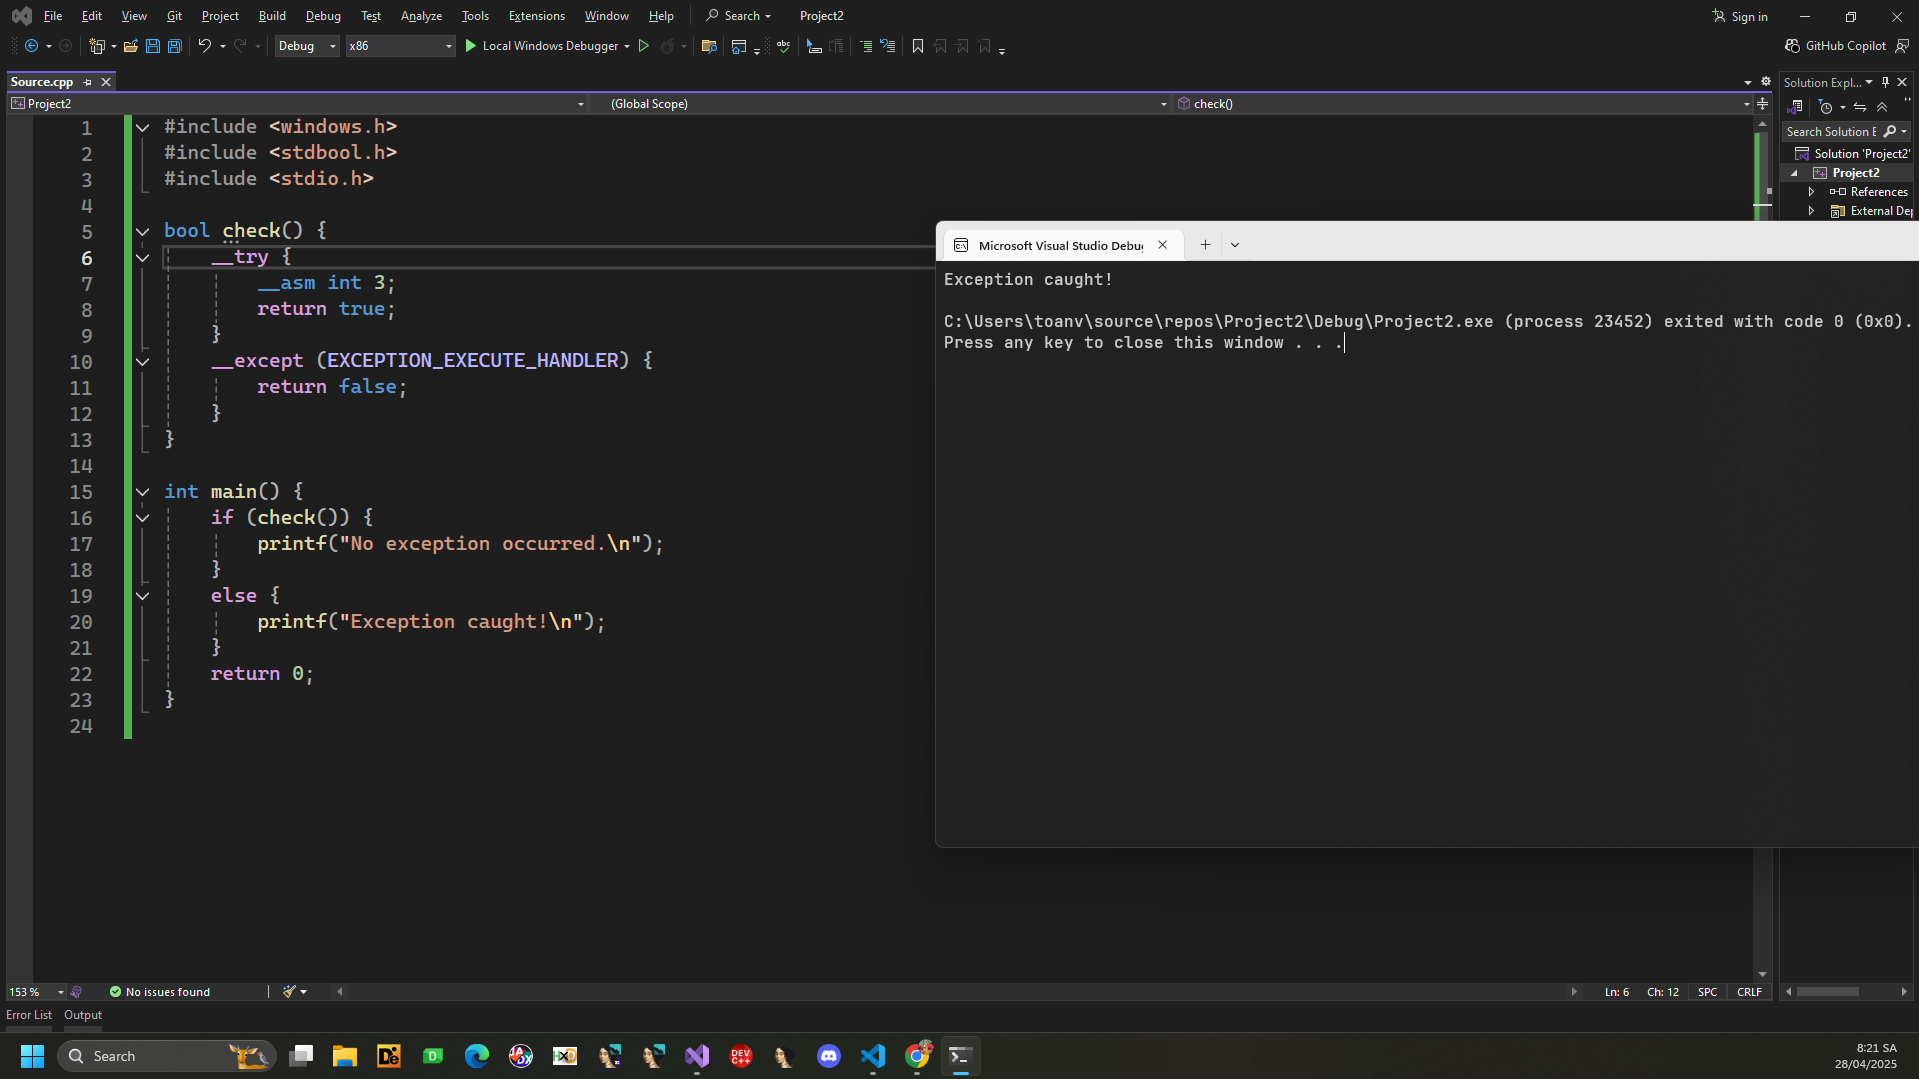 File Edit View Git Project Build Debug Test Analyze Tools Extensions Window Help Search Project2 Sign in
Debug x86 Local Windows Debugger GitHub Copilot
Source.cpp Solution Expl...
Project2 (Global Scope) check()
1 #include <windows.h>
2 #include <stdbool.h>
3 #include <stdio.h>
4
5 bool check() {
6 __try {
7 __asm int 3;
8 return true;
9 }
10 __except (EXCEPTION_EXECUTE_HANDLER) {
11 return false;
12 }
13 }
14
15 int main() {
16 if (check()) {
17 printf("No exception occurred.\n");
18 }
19 else {
20 printf("Exception caught!\n");
21 }
22 return 0;
23 }
24
Search Solution E
Solution 'Project2'
Project2
References
External Dep
Microsoft Visual Studio Debu
Exception caught!
C:\Users\toanv\source\repos\Project2\Debug\Project2.exe (process 23452) exited with code 0 (0x0).
Press any key to close this window . . .
153 % No issues found Ln: 6 Ch: 12 SPC CRLF
Error List Output
Search
8:21 SA
28/04/2025